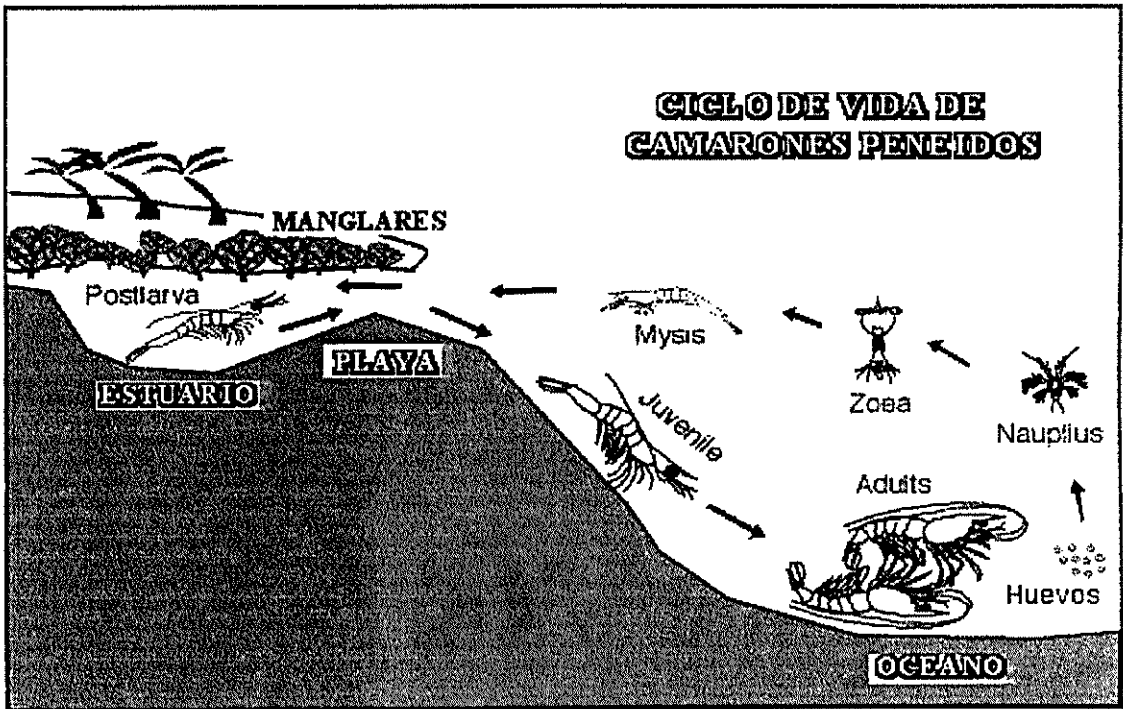 CICLO DE VIDA DE
CAMARONES PENEIDOS
MANGLARES
Postlarva
ESTUARIO
PLAYA
Mysis
Zoea
Nauplius
Juvenile
Adults
Huevos
OCEANO